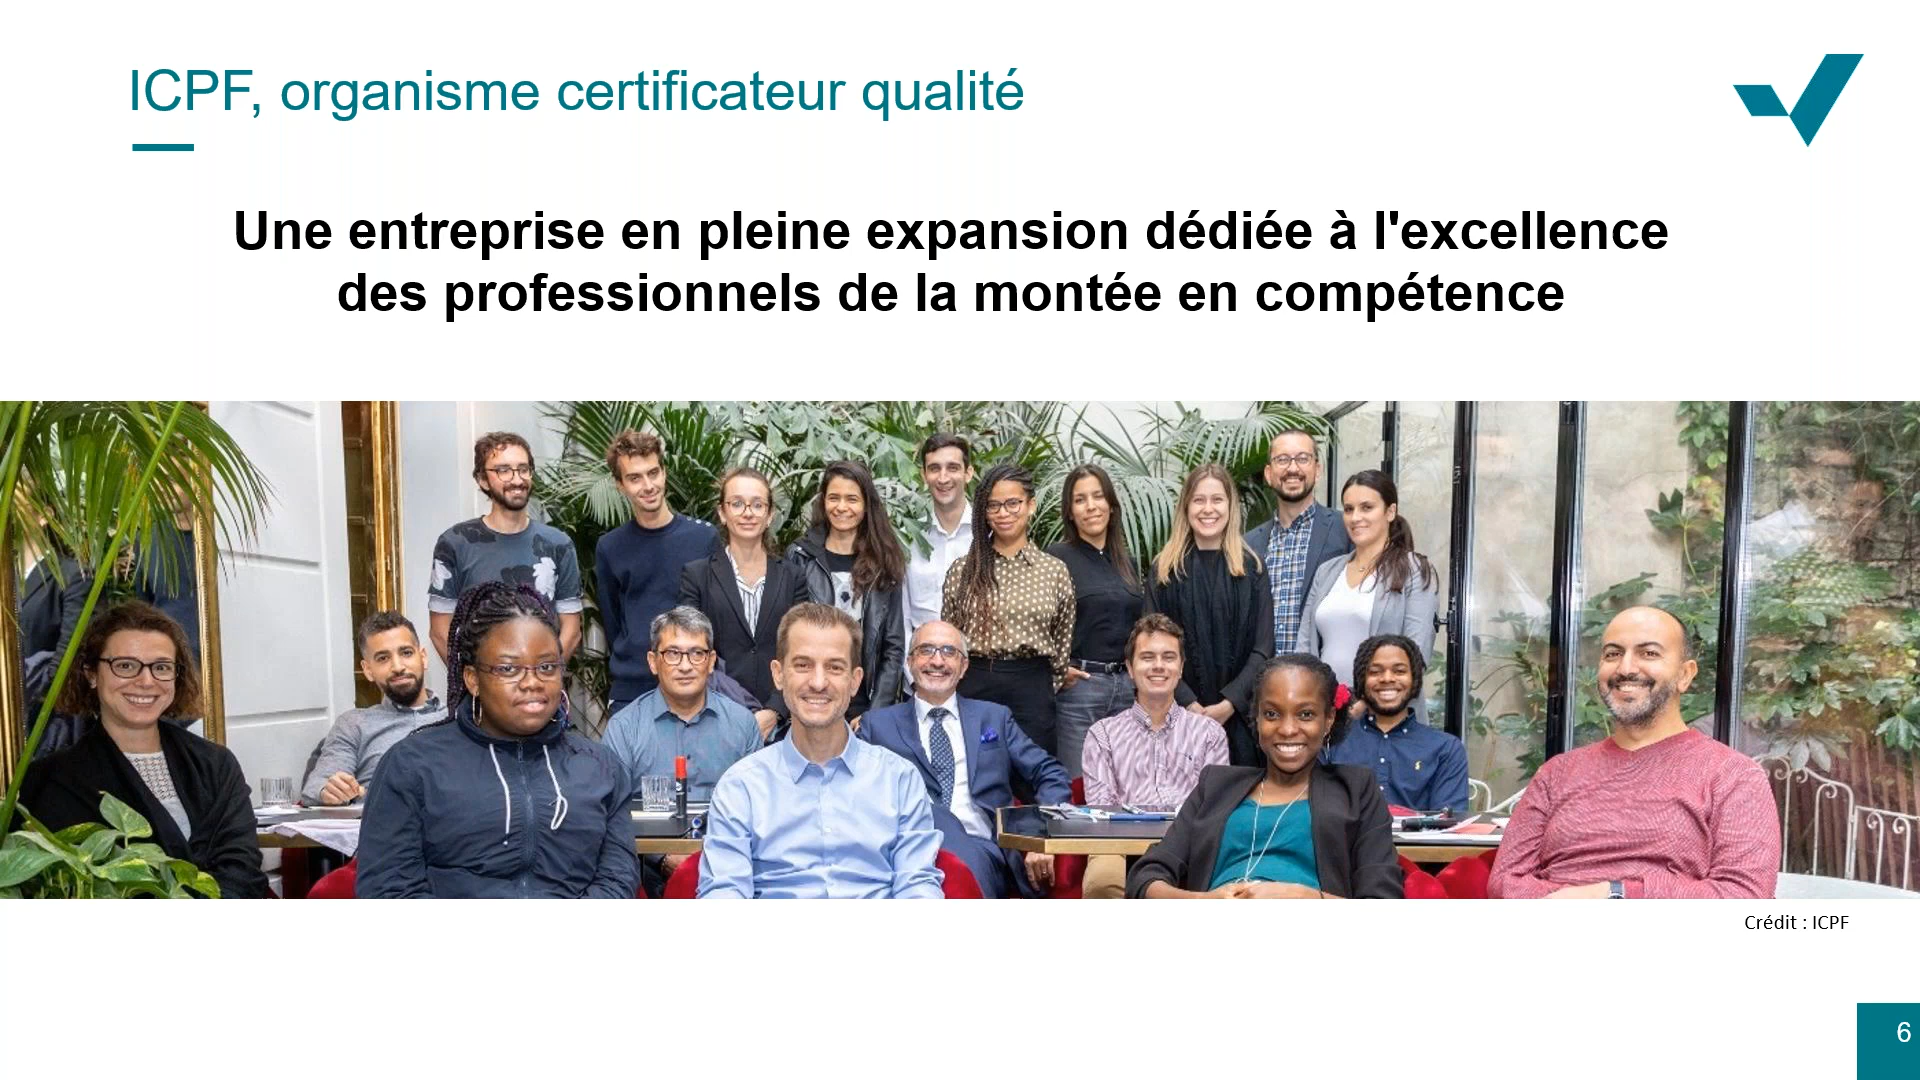 ICPF, organisme certificateur qualité
Une entreprise en pleine expansion dédiée à l'excellence
des professionnels de la montée en compétence
Crédit : ICPF
6